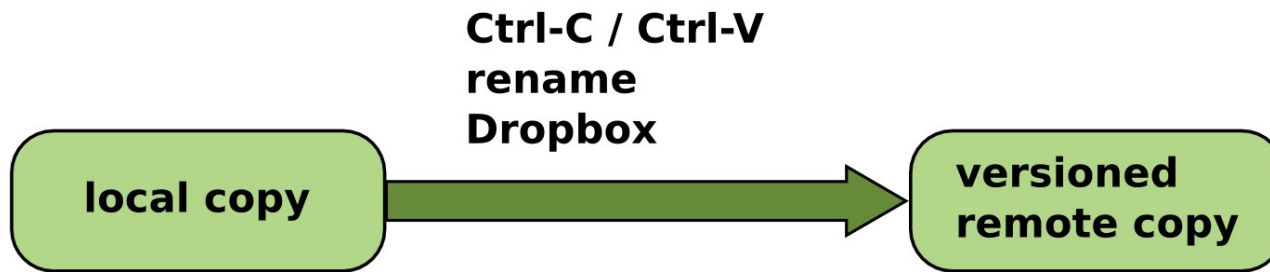 Ctrl-C / Ctrl-V
rename
Dropbox
local copy
versioned
remote copy